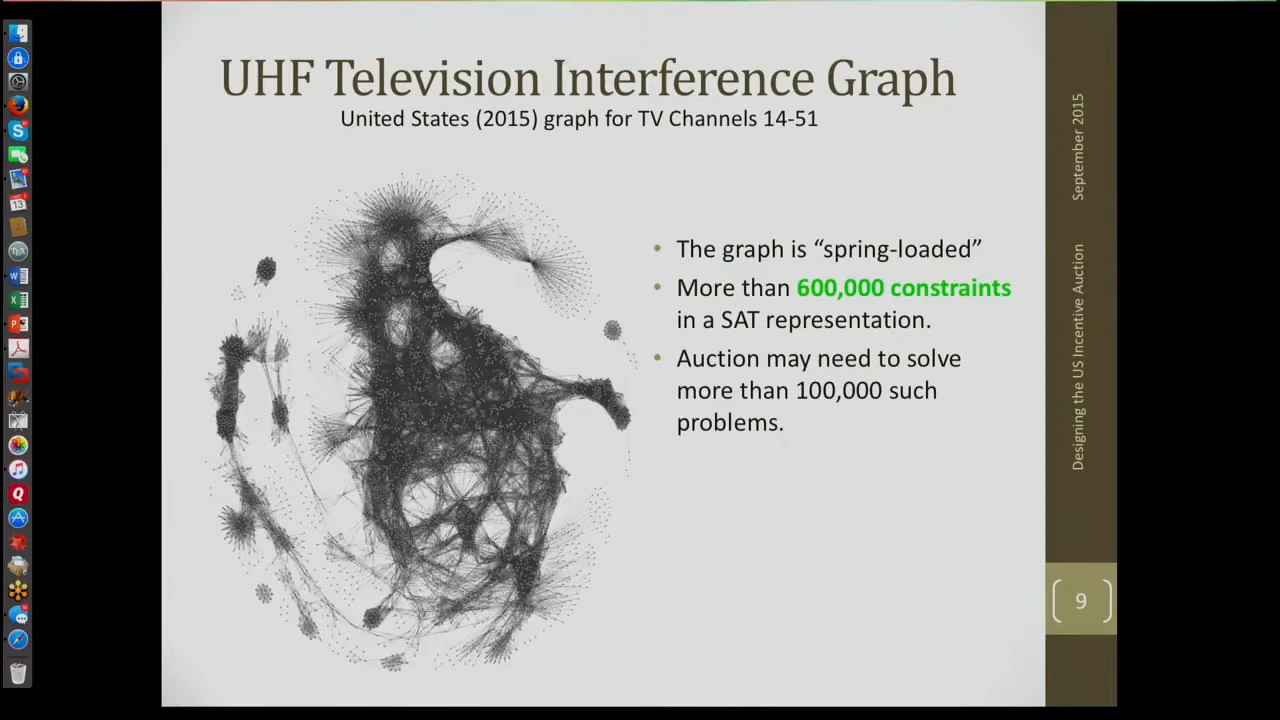 UHF Television Interference Graph
United States (2015) graph for TV Channels 14-51
• The graph is “spring-loaded”
• More than 600,000 constraints
in a SAT representation.
• Auction may need to solve
more than 100,000 such
problems.
September 2015
Designing the US Incentive Auction
9